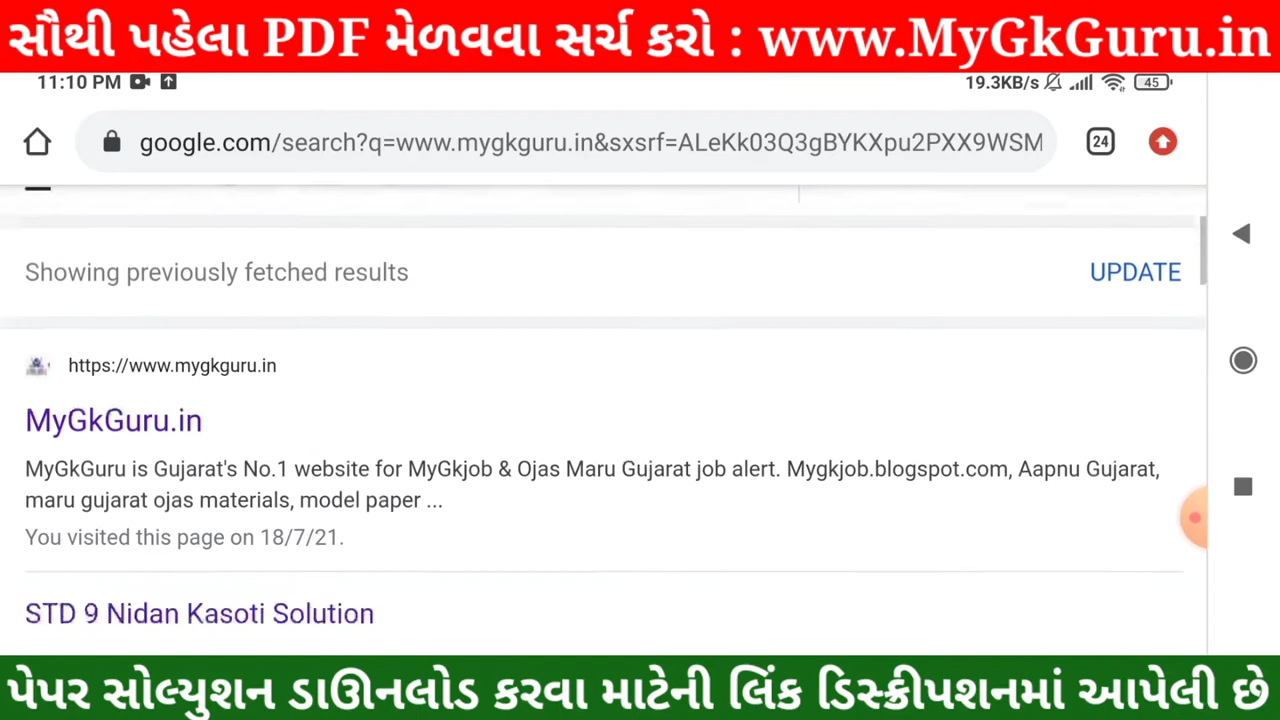 સૌથી પહેલા PDF મેળવવા સર્ચ કરો : www.MyGkGuru.in
11:10 PM 19.3KB/s 45
google.com/search?q=www.mygkguru.in&sxsrf=ALeKk03Q3gBYKXpu2PXX9WSM 24
Showing previously fetched results UPDATE
https://www.mygkguru.in
MyGkGuru.in
MyGkGuru is Gujarat's No.1 website for MyGkjob & Ojas Maru Gujarat job alert. Mygkjob.blogspot.com, Aapnu Gujarat,
maru gujarat ojas materials, model paper ...
You visited this page on 18/7/21.
STD 9 Nidan Kasoti Solution
પેપર સોલ્યુશન ડાઊનલોડ કરવા માટેની લિંક ડિસ્ક્રીપશનમાં આપેલી છે